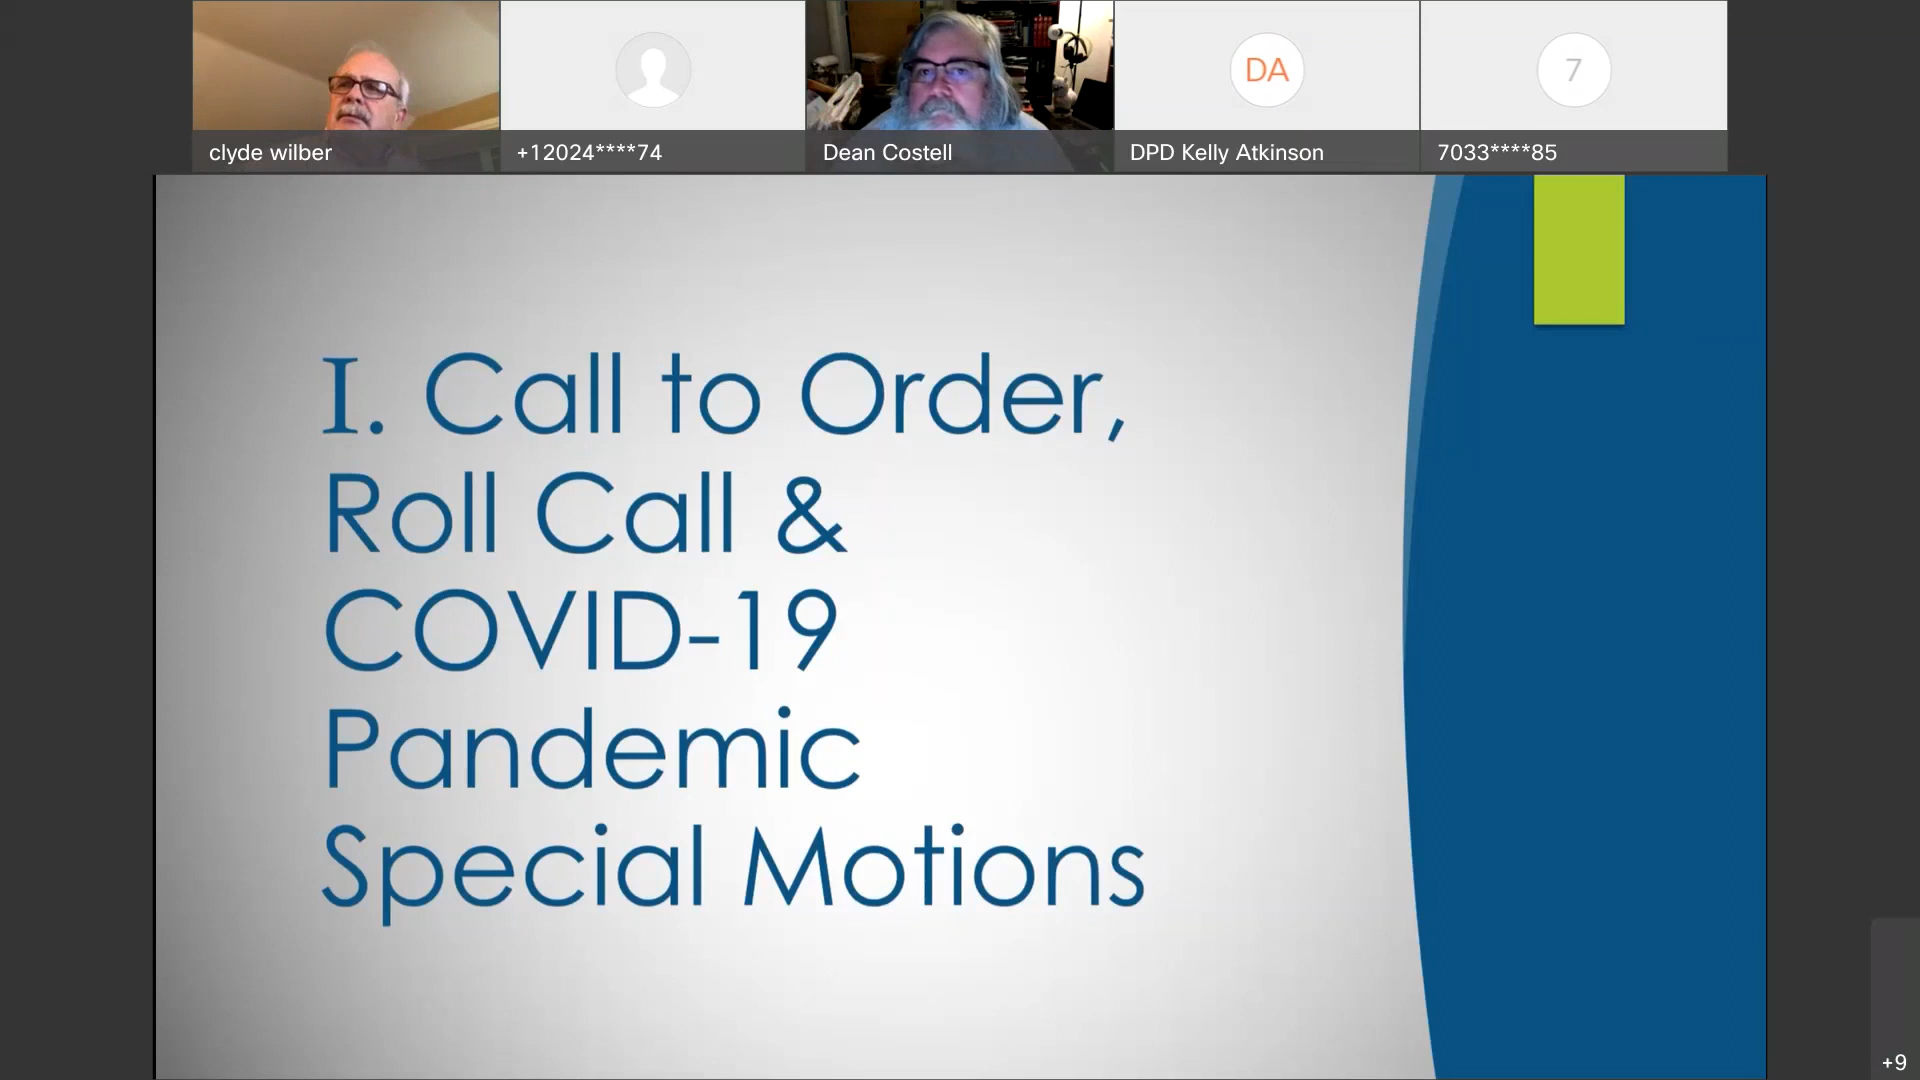 clyde wilber
+12024****74
Dean Costell
DA
DPD Kelly Atkinson
7
7033****85
I. Call to Order,
Roll Call &
COVID-19
Pandemic
Special Motions
+9